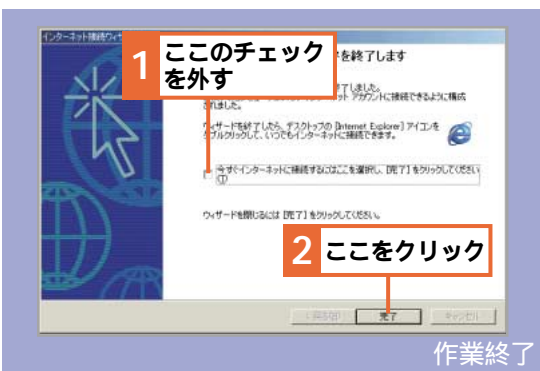 インターネット接続ウィザ
1 ここのチェック
を外す
を終了します
了しました。
ット アカウントに接続できるように構成
されました。
ウィザードを終了したら、デスクトップの [Internet Explorer] アイコンを
ダブルクリックして、いつでもインターネットに接続できます。
今すぐインターネットに接続するにはここを選択し、[完了] をクリックしてください
ウィザードを閉じるには [完了] をクリックしてください。
2 ここをクリック
完了
キャンセル
作業終了